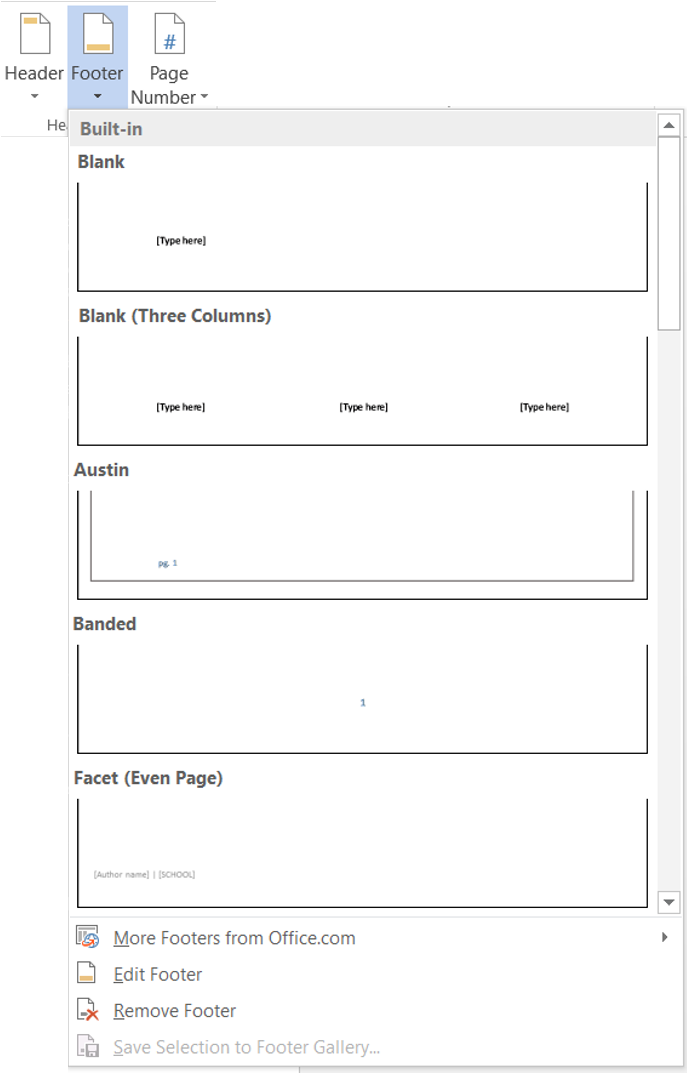 Header Footer Page
Number
#
He
Built-in
Blank
[Type here]
Blank (Three Columns)
[Type here] [Type here] [Type here]
Austin
pg. 1
Banded
1
Facet (Even Page)
[Author name] | [SCHOOL]
More Footers from Office.com
Edit Footer
Remove Footer
Save Selection to Footer Gallery...